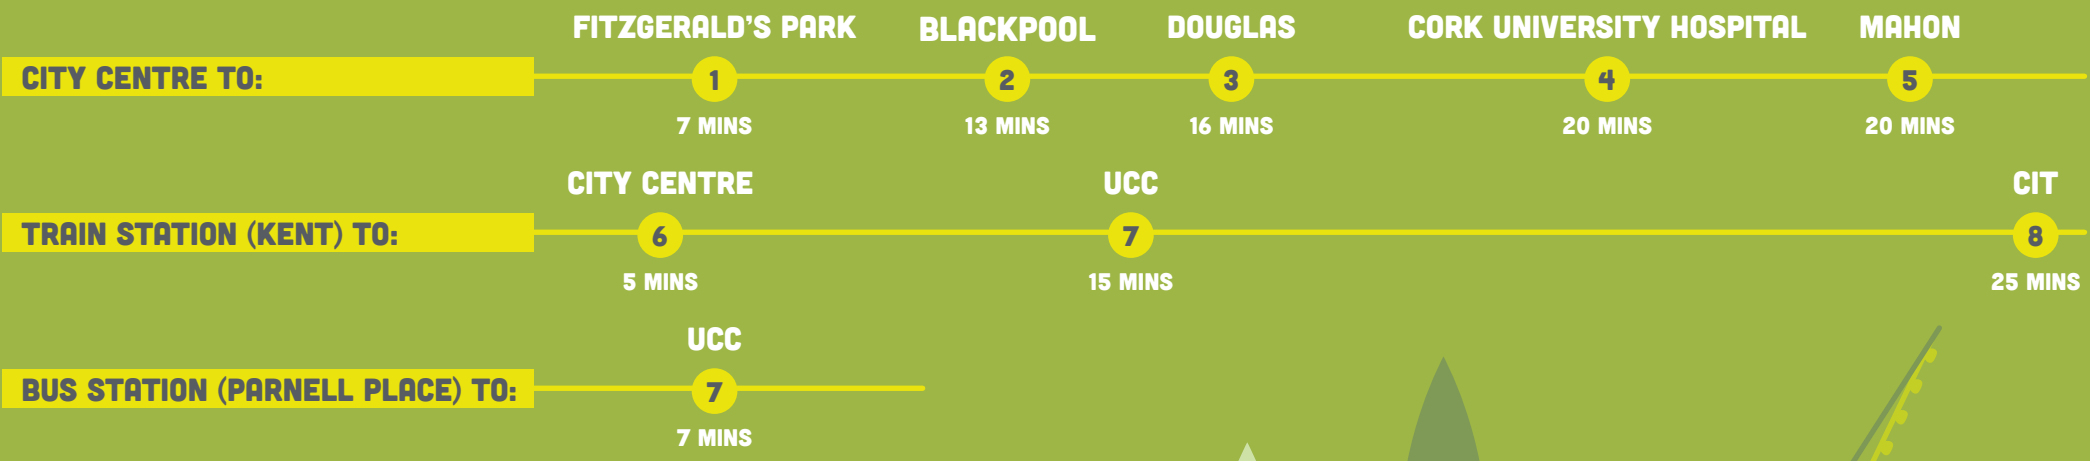 FITZGERALD'S PARK BLACKPOOL DOUGLAS CORK UNIVERSITY HOSPITAL MAHON
CITY CENTRE TO: 1 2 3 4 5
7 MINS 13 MINS 16 MINS 20 MINS 20 MINS
CITY CENTRE UCC CIT
TRAIN STATION (KENT) TO: 6 7 8
5 MINS 15 MINS 25 MINS
UCC
BUS STATION (PARNELL PLACE) TO: 7
7 MINS